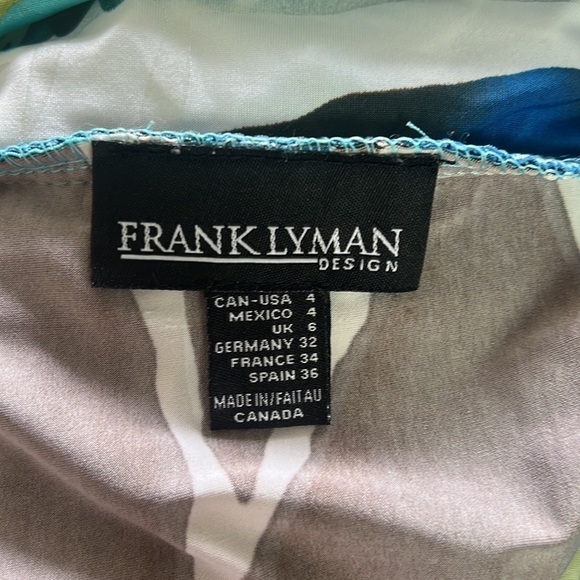 FRANK LYMAN
DESIGN
CAN-USA 4
MEXICO 4
UK 6
GERMANY 32
FRANCE 34
SPAIN 36
MADE IN/FAIT AU
CANADA